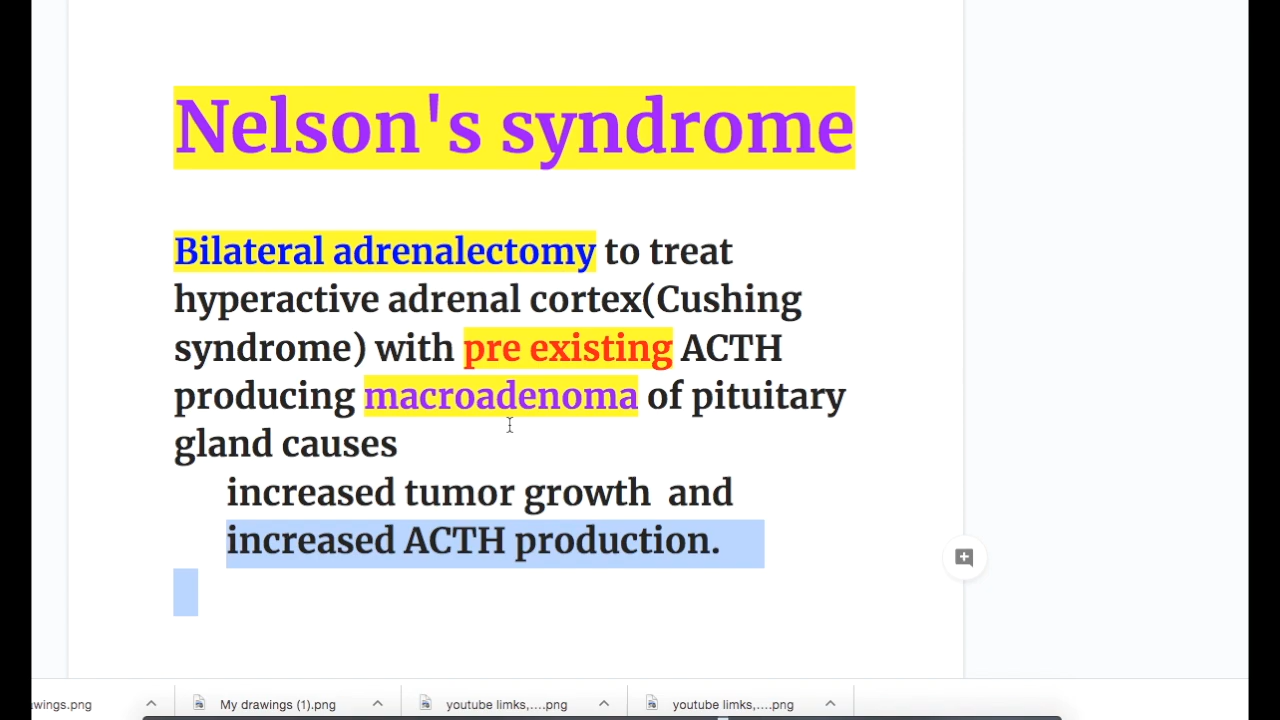 Nelson's syndrome
Bilateral adrenalectomy to treat
hyperactive adrenal cortex(Cushing
syndrome) with pre existing ACTH
producing macroadenoma of pituitary
gland causes
increased tumor growth and
increased ACTH production.
awings.png My drawings (1).png youtube limks,....png youtube limks,....png